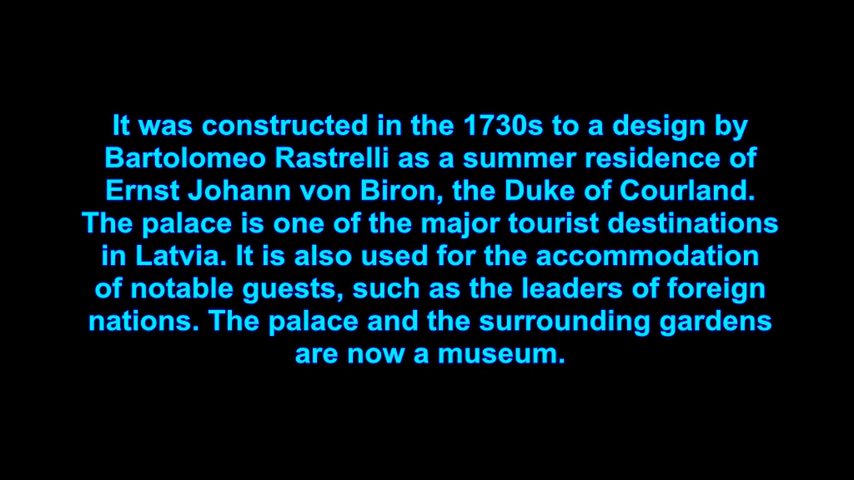 It was constructed in the 1730s to a design by
Bartolomeo Rastrelli as a summer residence of
Ernst Johann von Biron, the Duke of Courland.
The palace is one of the major tourist destinations
in Latvia. It is also used for the accommodation
of notable guests, such as the leaders of foreign
nations. The palace and the surrounding gardens
are now a museum.